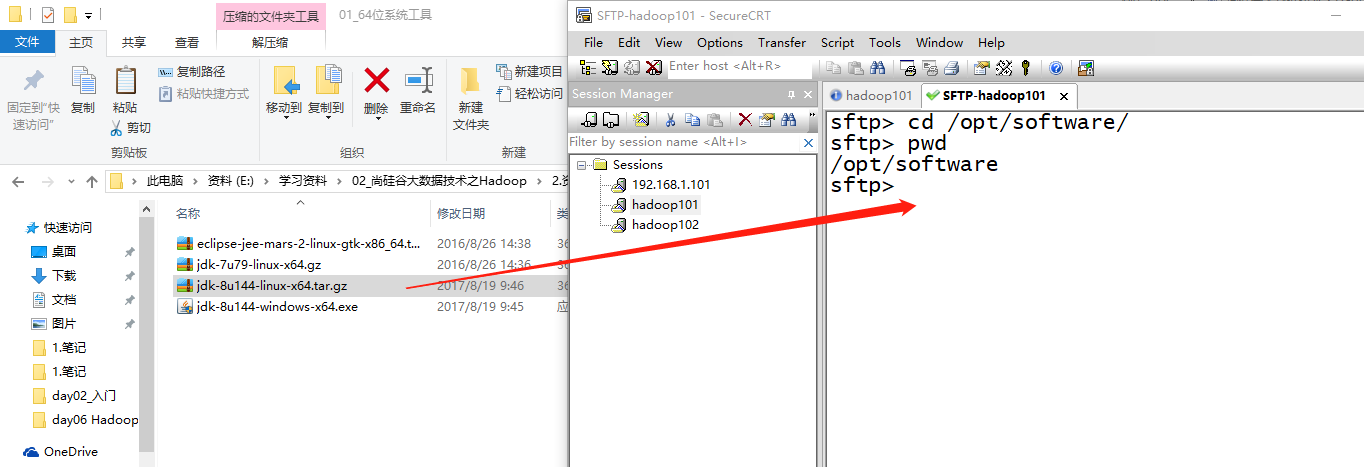 压缩的文件夹工具
01_64位系统工具
文件
主页
共享
查看
解压缩
固定到“快
速访问”
复制
粘贴
复制路径
粘贴快捷方式
剪切
移动到
复制到
删除
重命名
新建
文件夹
新建项目
轻松访问
剪贴板
组织
新建
此电脑
资料 (E:)
学习资料
02_尚硅谷大数据技术之Hadoop
名称
修改日期
快速访问
桌面
下载
文档
图片
1.笔记
1.笔记
day02_入门
day06 Hadoop
OneDrive
eclipse-jee-mars-2-linux-gtk-x86_64.t...
2016/8/26 14:38
jdk-7u79-linux-x64.gz
2016/8/26 14:36
jdk-8u144-linux-x64.tar.gz
2017/8/19 9:46
jdk-8u144-windows-x64.exe
2017/8/19 9:45
应
SFTP-hadoop101 - SecureCRT
File Edit View Options Transfer Script Tools Window Help
Enter host <Alt+R>
Session Manager
Filter by session name <Alt+I>
Sessions
192.168.1.101
hadoop101
hadoop102
hadoop101
SFTP-hadoop101
sftp> cd /opt/software/
sftp> pwd
/opt/software
sftp>